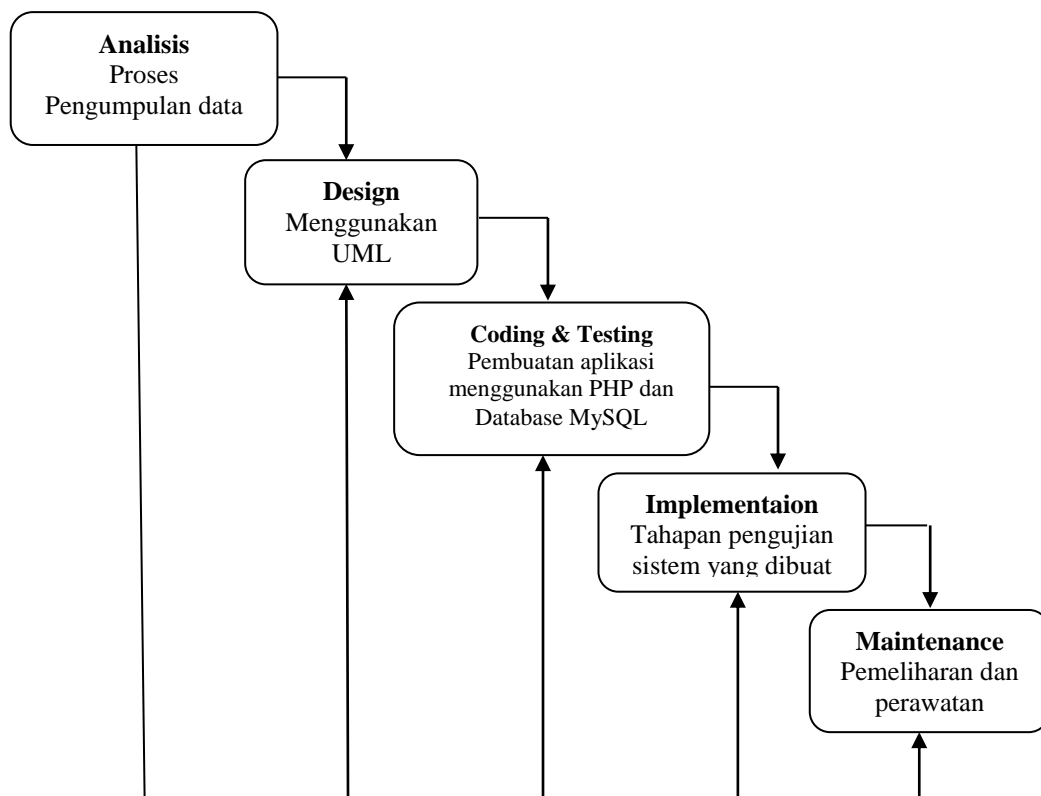 Analisis
Proses
Pengumpulan data
Design
Menggunakan
UML
Coding & Testing
Pembuatan aplikasi
menggunakan PHP dan
Database MySQL
Implementaion
Tahapan pengujian
sistem yang dibuat
Maintenance
Pemeliharan dan
perawatan